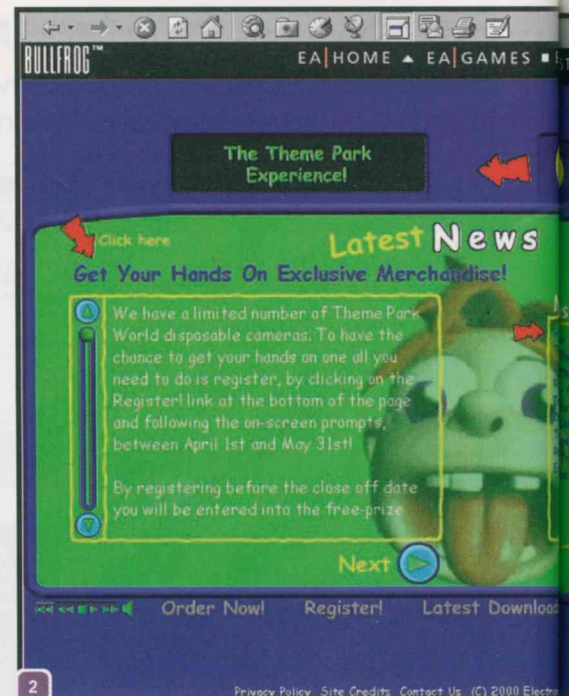 BULLFROG™
EA HOME ▲ EA GAMES ■
The Theme Park
Experience!
Click here
Latest News
Get Your Hands On Exclusive Merchandise!
We have a limited number of Theme Park
World disposable cameras. To have the
chance to get your hands on one all you
need to do is register, by clicking on the
Register! link at the bottom of the page
and following the on-screen prompts,
between April 1st and May 31st!
By registering before the close off date
you will be entered into the free-prize
Next
Order Now! Register! Latest Download
Privacy Policy Site Credits Contact Us (C) 2000
2